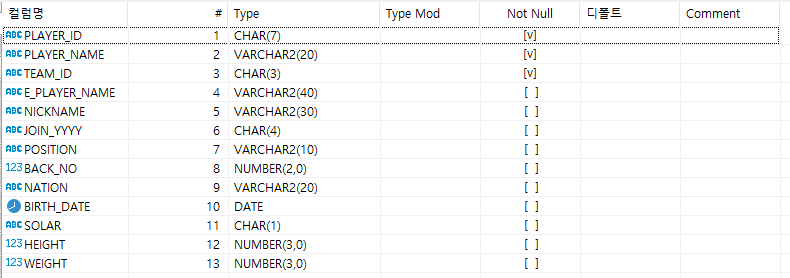 컬럼명 # Type Type Mod Not Null 디폴트 Comment
ABC PLAYER_ID 1 CHAR(7) [v]
ABC PLAYER_NAME 2 VARCHAR2(20) [v]
ABC TEAM_ID 3 CHAR(3) [v]
ABC E_PLAYER_NAME 4 VARCHAR2(40) [ ]
ABC NICKNAME 5 VARCHAR2(30) [ ]
ABC JOIN_YYYY 6 CHAR(4) [ ]
ABC POSITION 7 VARCHAR2(10) [ ]
123 BACK_NO 8 NUMBER(2,0) [ ]
ABC NATION 9 VARCHAR2(20) [ ]
BIRTH_DATE 10 DATE [ ]
ABC SOLAR 11 CHAR(1) [ ]
123 HEIGHT 12 NUMBER(3,0) [ ]
123 WEIGHT 13 NUMBER(3,0) [ ]